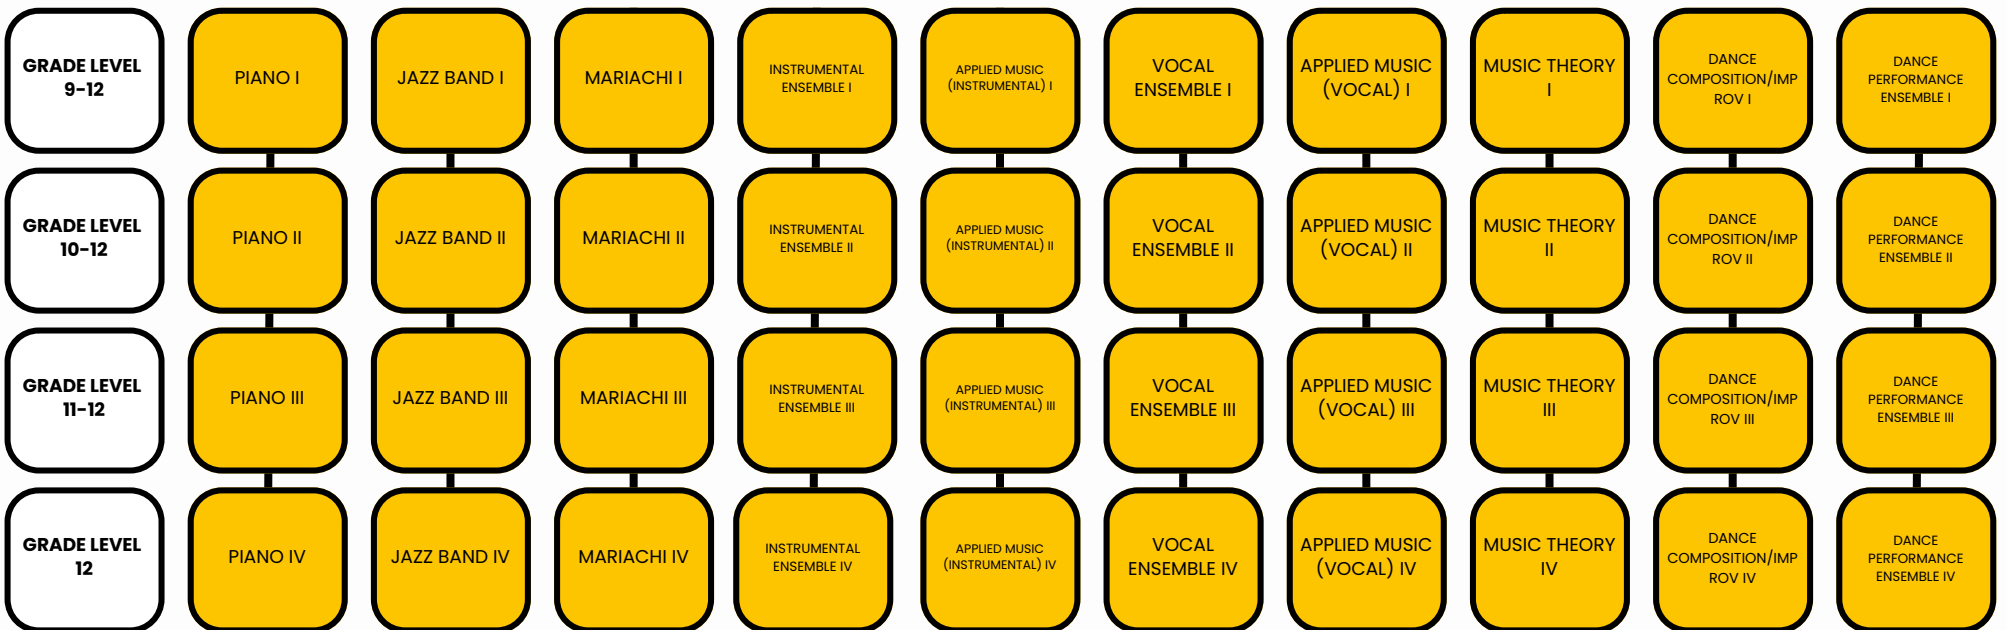 GRADE LEVEL
9-12
PIANO I
JAZZ BAND I
MARIACHI I
INSTRUMENTAL
ENSEMBLE I
APPLIED MUSIC
(INSTRUMENTAL) I
VOCAL
ENSEMBLE I
APPLIED MUSIC
(VOCAL) I
MUSIC THEORY
I
DANCE
COMPOSITION/IMP
ROV I
DANCE
PERFORMANCE
ENSEMBLE I
GRADE LEVEL
10-12
PIANO II
JAZZ BAND II
MARIACHI II
INSTRUMENTAL
ENSEMBLE II
APPLIED MUSIC
(INSTRUMENTAL) II
VOCAL
ENSEMBLE II
APPLIED MUSIC
(VOCAL) II
MUSIC THEORY
II
DANCE
COMPOSITION/IMP
ROV II
DANCE
PERFORMANCE
ENSEMBLE II
GRADE LEVEL
11-12
PIANO III
JAZZ BAND III
MARIACHI III
INSTRUMENTAL
ENSEMBLE III
APPLIED MUSIC
(INSTRUMENTAL) III
VOCAL
ENSEMBLE III
APPLIED MUSIC
(VOCAL) III
MUSIC THEORY
III
DANCE
COMPOSITION/IMP
ROV III
DANCE
PERFORMANCE
ENSEMBLE III
GRADE LEVEL
12
PIANO IV
JAZZ BAND IV
MARIACHI IV
INSTRUMENTAL
ENSEMBLE IV
APPLIED MUSIC
(INSTRUMENTAL) IV
VOCAL
ENSEMBLE IV
APPLIED MUSIC
(VOCAL) IV
MUSIC THEORY
IV
DANCE
COMPOSITION/IMP
ROV IV
DANCE
PERFORMANCE
ENSEMBLE IV